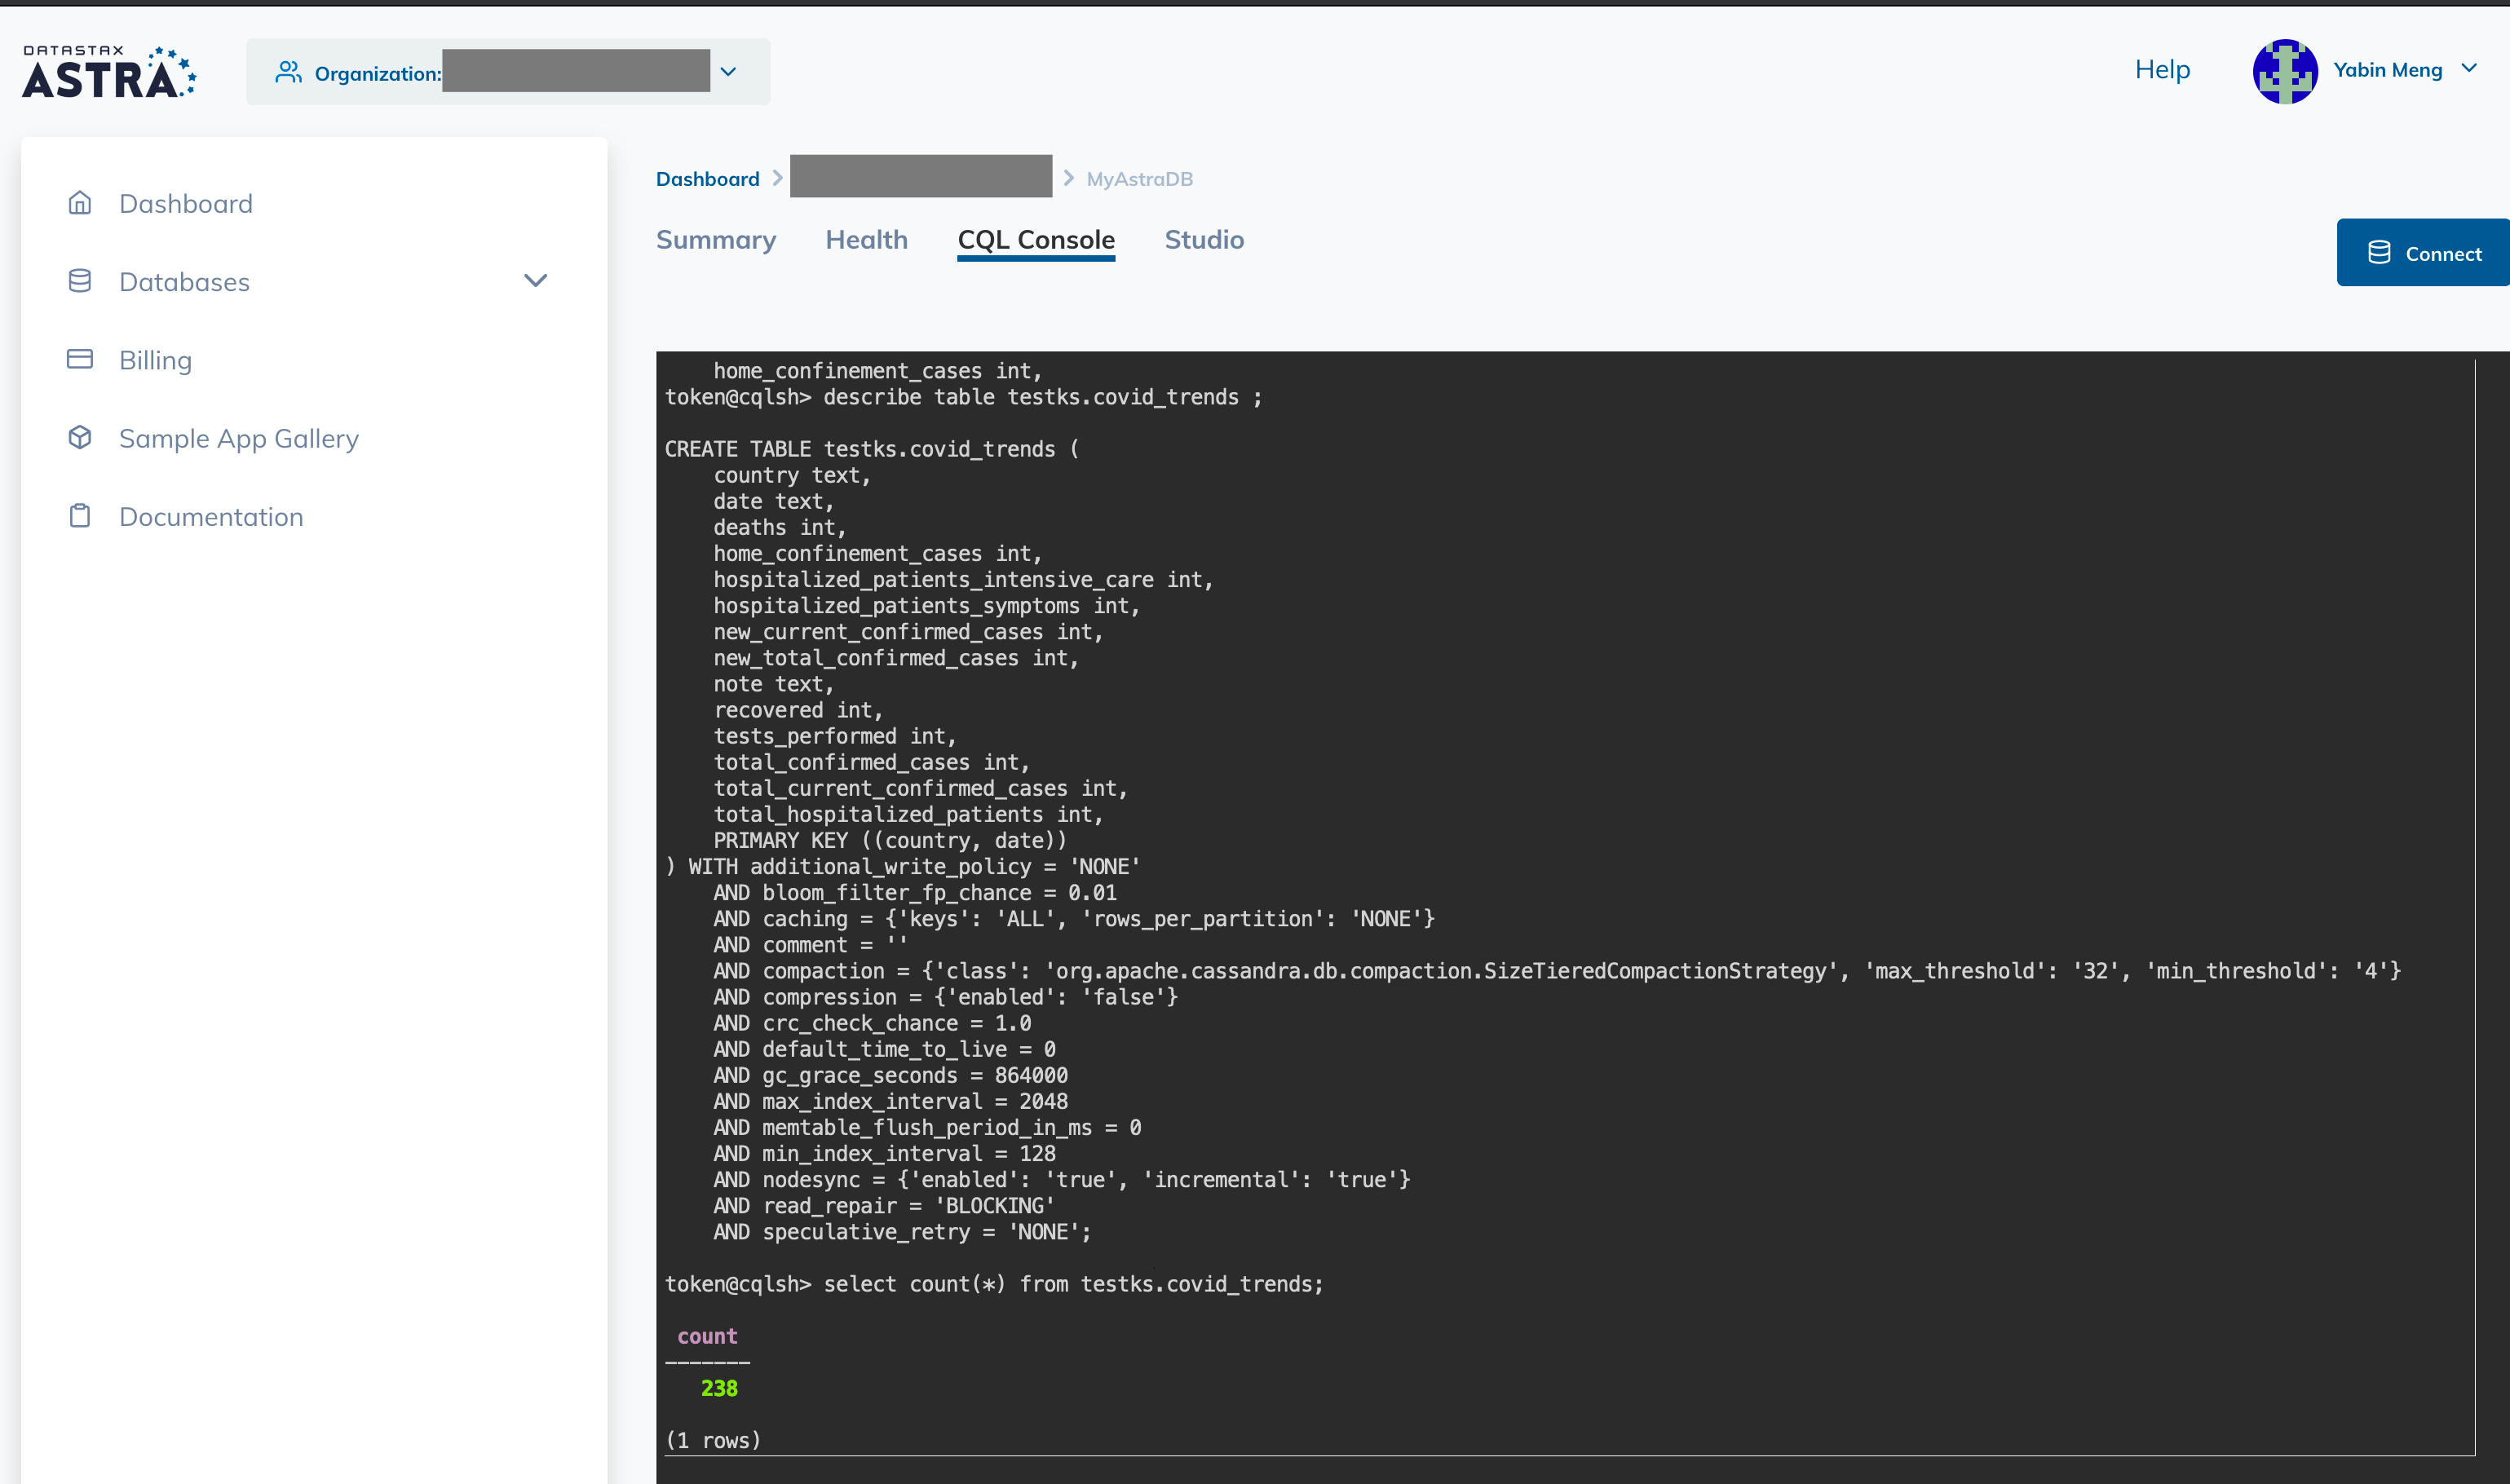 DATASTAX
ASTRA
Organization:
Help
Yabin Meng
Dashboard
Databases
Billing
Sample App Gallery
Documentation
Dashboard > > MyAstraDB
Summary Health CQL Console Studio
Connect
    home_confinement_cases int,
token@cqlsh> describe table testks.covid_trends ;
CREATE TABLE testks.covid_trends (
    country text,
    date text,
    deaths int,
    home_confinement_cases int,
    hospitalized_patients_intensive_care int,
    hospitalized_patients_symptoms int,
    new_current_confirmed_cases int,
    new_total_confirmed_cases int,
    note text,
    recovered int,
    tests_performed int,
    total_confirmed_cases int,
    total_current_confirmed_cases int,
    total_hospitalized_patients int,
    PRIMARY KEY ((country, date))
) WITH additional_write_policy = 'NONE'
    AND bloom_filter_fp_chance = 0.01
    AND caching = {'keys': 'ALL', 'rows_per_partition': 'NONE'}
    AND comment = ''
    AND compaction = {'class': 'org.apache.cassandra.db.compaction.SizeTieredCompactionStrategy', 'max_threshold': '32', 'min_threshold': '4'}
    AND compression = {'enabled': 'false'}
    AND crc_check_chance = 1.0
    AND default_time_to_live = 0
    AND gc_grace_seconds = 864000
    AND max_index_interval = 2048
    AND memtable_flush_period_in_ms = 0
    AND min_index_interval = 128
    AND nodesync = {'enabled': 'true', 'incremental': 'true'}
    AND read_repair = 'BLOCKING'
    AND speculative_retry = 'NONE';
token@cqlsh> select count(*) from testks.covid_trends;
 count
-------
   238
(1 rows)